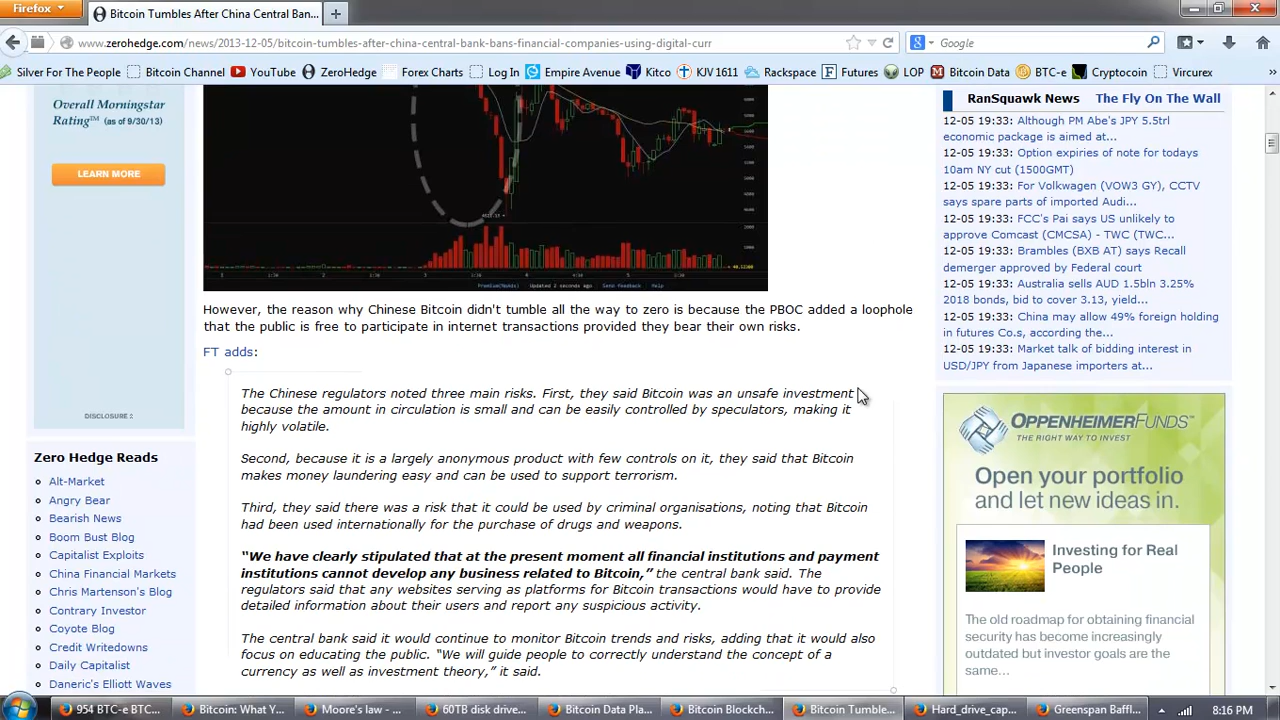 Firefox
Bitcoin Tumbles After China Central Ban...
www.zerohedge.com/news/2013-12-05/bitcoin-tumbles-after-china-central-bank-bans-financial-companies-using-digital-curr
Google
Silver For The People
Bitcoin Channel
YouTube
ZeroHedge
Forex Charts
Log In
Empire Avenue
Kitco
KJV 1611
Rackspace
Futures
LOP
Bitcoin Data
BTC-e
Cryptocoin
Vircurex
»
Overall Morningstar
Rating™ (as of 9/30/13)
LEARN MORE
DISCLOSURE
Zero Hedge Reads
Alt-Market
Angry Bear
Bearish News
Boom Bust Blog
Capitalist Exploits
China Financial Markets
Chris Martenson's Blog
Contrary Investor
Coyote Blog
Credit Writedowns
Daily Capitalist
Daneric's Elliott Waves
Updated 2 seconds ago
Send feedback
Help
However, the reason why Chinese Bitcoin didn't tumble all the way to zero is because the PBOC added a loophole
that the public is free to participate in internet transactions provided they bear their own risks.
FT adds:
The Chinese regulators noted three main risks. First, they said Bitcoin was an unsafe investment
because the amount in circulation is small and can be easily controlled by speculators, making it
highly volatile.
Second, because it is a largely anonymous product with few controls on it, they said that Bitcoin
makes money laundering easy and can be used to support terrorism.
Third, they said there was a risk that it could be used by criminal organisations, noting that Bitcoin
had been used internationally for the purchase of drugs and weapons.
“We have clearly stipulated that at the present moment all financial institutions and payment
institutions cannot develop any business related to Bitcoin,” the central bank said. The
regulators said that any websites serving as platforms for Bitcoin transactions would have to provide
detailed information about their users and report any suspicious activity.
The central bank said it would continue to monitor Bitcoin trends and risks, adding that it would also
focus on educating the public. “We will guide people to correctly understand the concept of a
currency as well as investment theory,” it said.
RanSquawk News
The Fly On The Wall
12-05 19:33: Although PM Abe's JPY 5.5trl
economic package is aimed at...
12-05 19:33: Option expiries of note for todays
10am NY cut (1500GMT)
12-05 19:33: For Volkwagen (VOW3 GY), CCTV
says spare parts of imported Audi...
12-05 19:33: FCC's Pai says US unlikely to
approve Comcast (CMCSA) - TWC (TWC...
12-05 19:33: Brambles (BXB AT) says Recall
demerger approved by Federal court
12-05 19:33: Australia sells AUD 1.5bln 3.25%
2018 bonds, bid to cover 3.13, yield...
12-05 19:33: China may allow 49% foreign holding
in futures Co.s, according the...
12-05 19:33: Market talk of bidding interest in
USD/JPY from Japanese importers at...
OPPENHEIMERFUNDS
THE RIGHT WAY TO INVEST
Open your portfolio
and let new ideas in.
Investing for Real
People
The old roadmap for obtaining financial
security has become increasingly
outdated but investor goals are the
same...
954 BTC-e BTC...
Bitcoin: What Y...
Moore's law - ...
60TB disk drive...
Bitcoin Data Pla...
Bitcoin Blockch...
Bitcoin Tumble...
Hard_drive_cap...
Greenspan Baffl...
8:16 PM